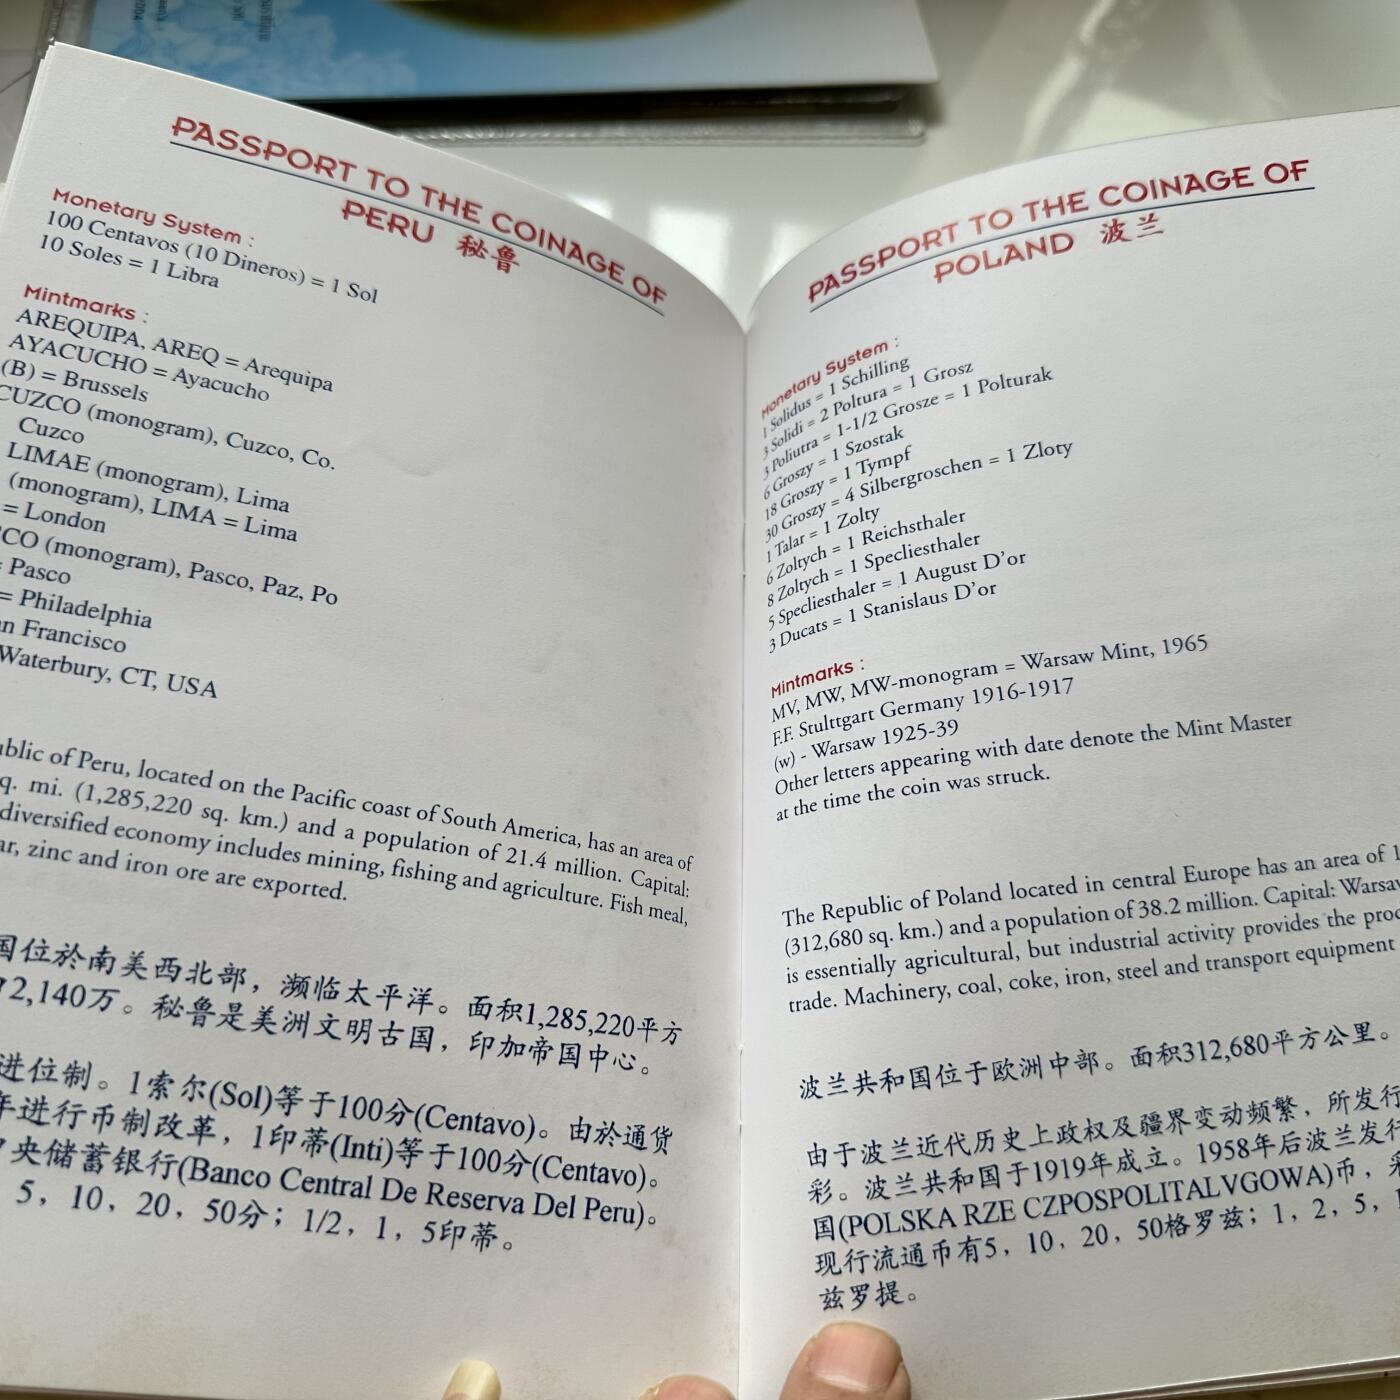 PASSPORT TO THE COINAGE OF
PERU 秘鲁
Monetary System :
100 Centavos (10 Dineros) = 1 Sol
10 Soles = 1 Libra
Mintmarks :
AREQUIPA, AREQ = Arequipa
AYACUCHO = Ayacucho
(B) = Brussels
CUZCO (monogram), Cuzco, Co.
Cuzco
LIMAE (monogram), Lima
(monogram), LIMA = Lima
= London
CO (monogram), Pasco, Paz, Po
= Pasco
= Philadelphia
Francisco
Waterbury, CT, USA
of Peru, located on the Pacific coast of South America, has an area of
mi. (1,285,220 sq. km.) and a population of 21.4 million. Capital:
diversified economy includes mining, fishing and agriculture. Fish meal,
zinc and iron ore are exported.
国位於南美西北部，濒临太平洋。面积1,285,220平方
2,140万。秘鲁是美洲文明古国，印加帝国中心。
进位制。1索尔(Sol)等于100分(Centavo)。由於通货
年进行币制改革，1印蒂(Inti)等于100分(Centavo)。
央储蓄银行(Banco Central De Reserva Del Peru)。
5，10，20，50分；1/2，1，5印蒂。
PASSPORT TO THE COINAGE OF
POLAND 波兰
Monetary System :
1 Solidus = 1 Schilling
3 Solidi = 2 Poltura = 1 Grosz
3 Poliutra = 1-1/2 Grosze = 1 Polturak
6 Groszy = 1 Szostak
18 Groszy = 1 Tympf
30 Groszy = 4 Silbergroschen = 1 Zloty
1 Talar = 1 Zolty
6 Zoltych = 1 Reichsthaler
8 Zoltych = 1 Specliesthaler
5 Specliesthaler = 1 August D'or
3 Ducats = 1 Stanislaus D'or
Mintmarks :
MV, MW, MW-monogram = Warsaw Mint, 1965
F.F. Stulttgart Germany 1916-1917
(w) - Warsaw 1925-39
Other letters appearing with date denote the Mint Master
at the time the coin was struck.
The Republic of Poland located in central Europe has an area of
(312,680 sq. km.) and a population of 38.2 million. Capital:
is essentially agricultural, but industrial activity provides the
trade. Machinery, coal, coke, iron, steel and transport equipment
波兰共和国位于欧洲中部。面积312,680平方公里。
由于波兰近代历史上政权及疆界变动频繁，所发行
彩。波兰共和国于1919年成立。1958年后波兰发行
国(POLSKA RZE CZPOSPOLITALVGOWA)币，
现行流通币有5，10，20，50格罗兹；1，2，5，
兹罗提。